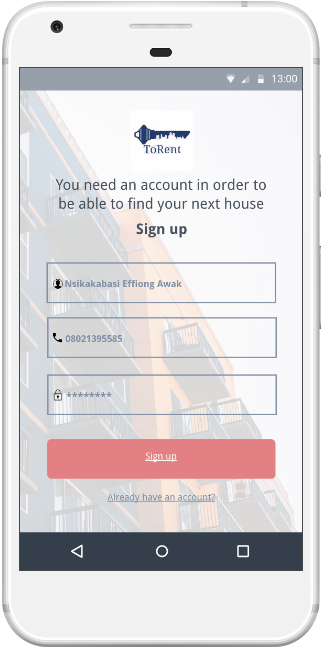 13:00
ToRent
You need an account in order to
be able to find your next house
Sign up
Nsikakabasi Effiong Awak
08021395585
********
Sign up
Already have an account?